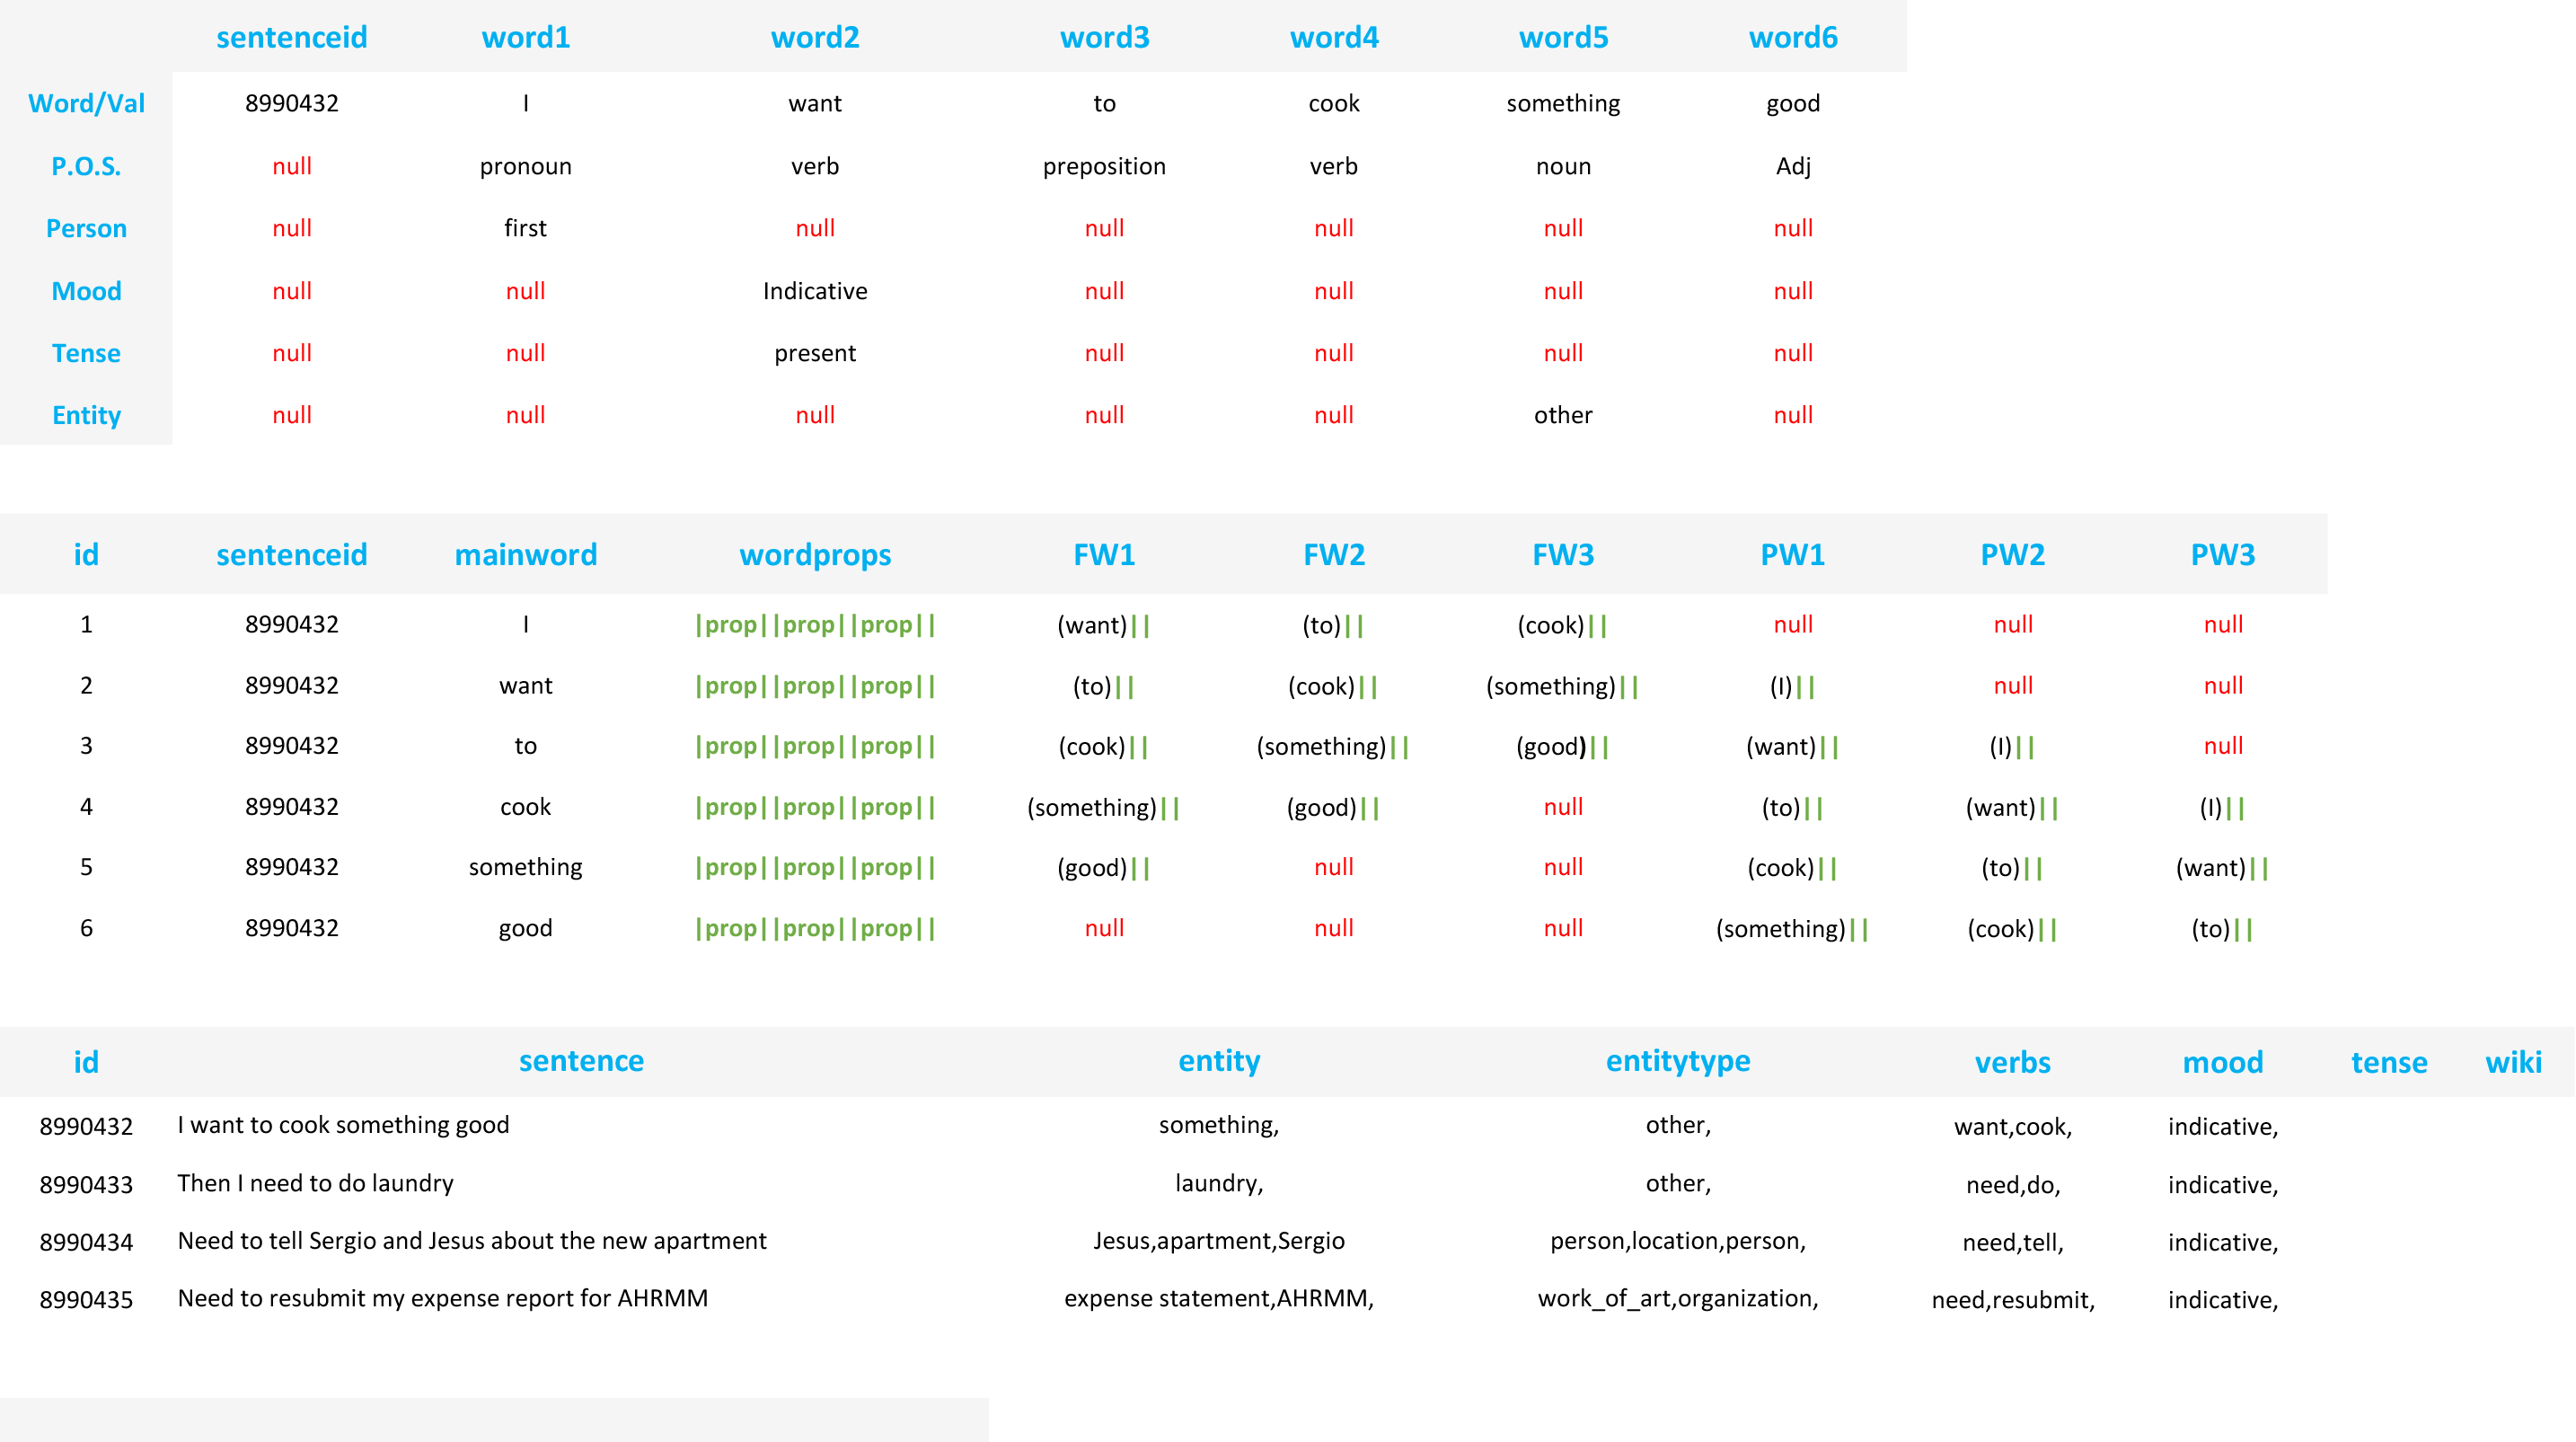 sentenceid word1 word2 word3 word4 word5 word6
Word/Val 8990432 I want to cook something good
P.O.S. null pronoun verb preposition verb noun Adj
Person null first null null null null null
Mood null null Indicative null null null null
Tense null null present null null null null
Entity null null null null null other null
id sentenceid mainword wordprops FW1 FW2 FW3 PW1 PW2 PW3
1 8990432 I |prop||prop||prop|| (want)|| (to)|| (cook)|| null null null
2 8990432 want |prop||prop||prop|| (to)|| (cook)|| (something)|| (I)|| null null
3 8990432 to |prop||prop||prop|| (cook)|| (something)|| (good)|| (want)|| (I)|| null
4 8990432 cook |prop||prop||prop|| (something)|| (good)|| null (to)|| (want)|| (I)||
5 8990432 something |prop||prop||prop|| (good)|| null null (cook)|| (to)|| (want)||
6 8990432 good |prop||prop||prop|| null null null (something)|| (cook)|| (to)||
id sentence entity entitytype verbs mood tense wiki
8990432 I want to cook something good something, other, want,cook, indicative,
8990433 Then I need to do laundry laundry, other, need,do, indicative,
8990434 Need to tell Sergio and Jesus about the new apartment Jesus,apartment,Sergio person,location,person, need,tell, indicative,
8990435 Need to resubmit my expense report for AHRMM expense statement,AHRMM, work_of_art,organization, need,resubmit, indicative,